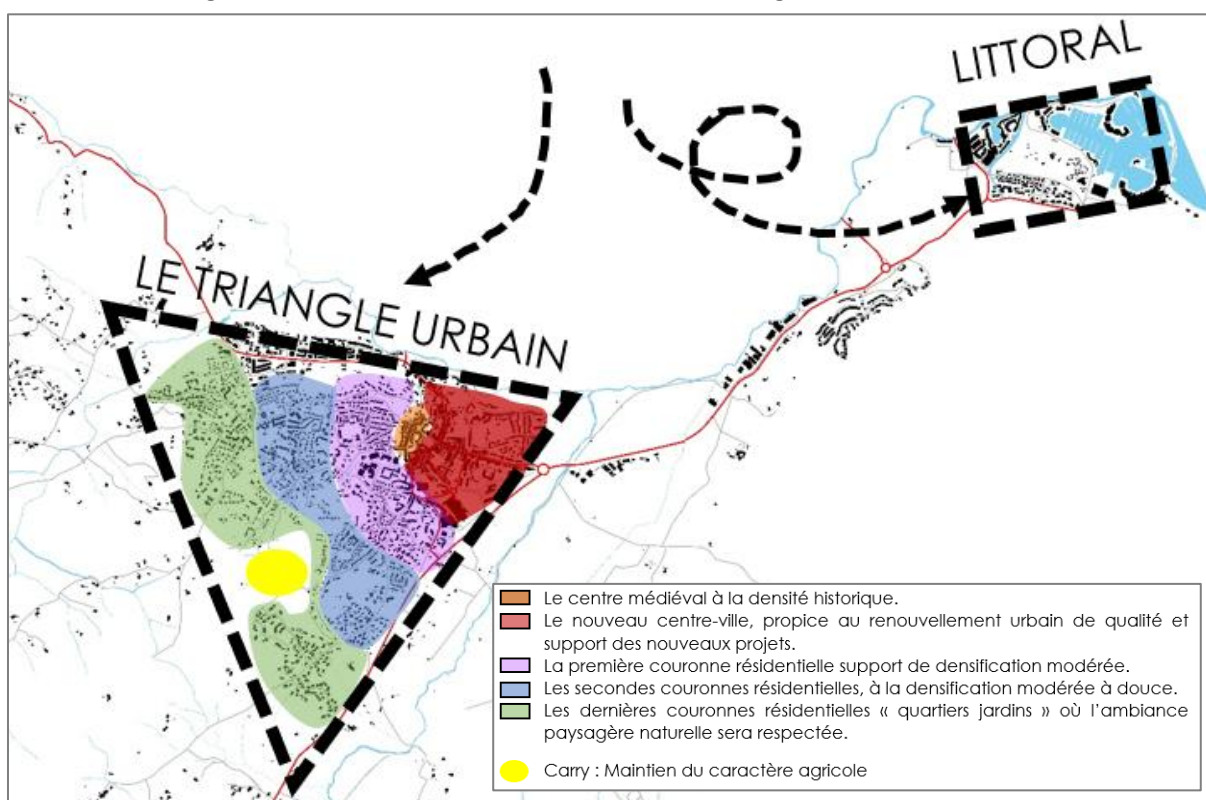 LITTORAL
LE TRIANGLE URBAIN
Le centre médiéval à la densité historique.
Le nouveau centre-ville, propice au renouvellement urbain de qualité et
support des nouveaux projets.
La première couronne résidentielle support de densification modérée.
Les secondes couronnes résidentielles, à la densification modérée à douce.
Les dernières couronnes résidentielles « quartiers jardins » où l'ambiance
paysagère naturelle sera respectée.
Carry : Maintien du caractère agricole